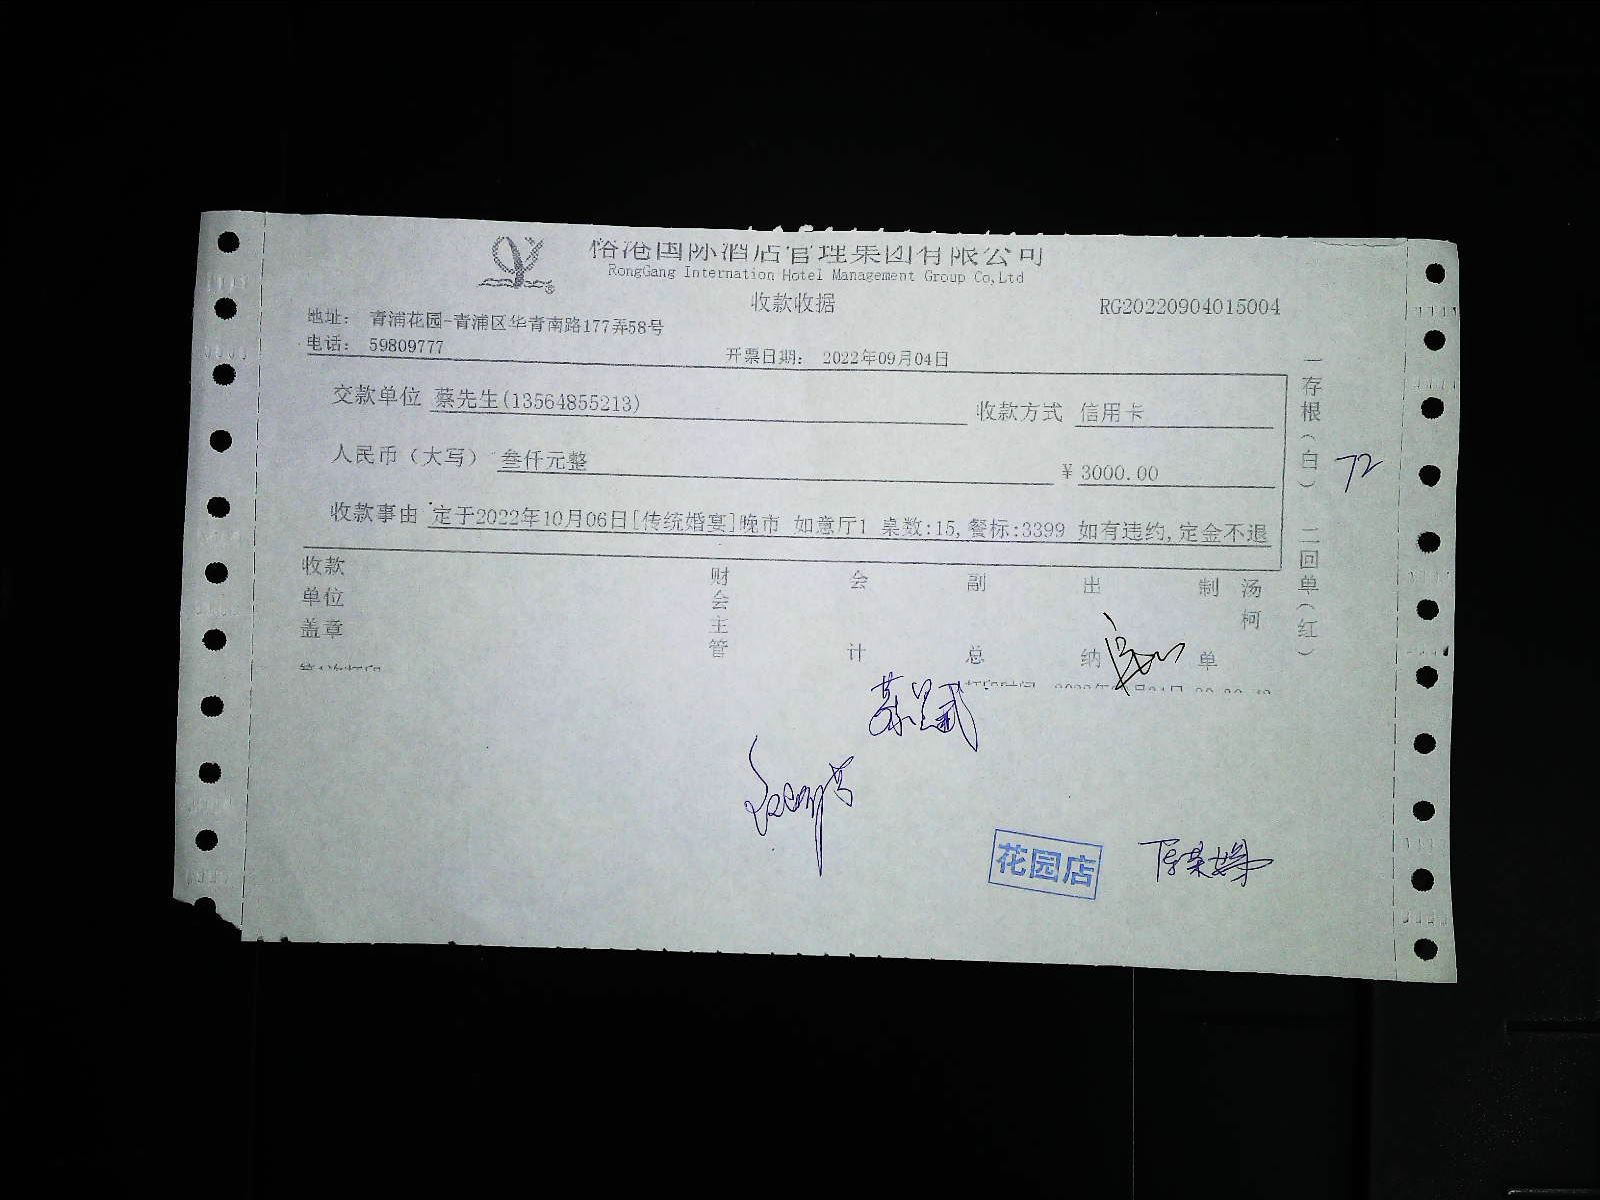 国际酒店管理集团有限公司
RongGang Internation Hotel Management Group Co,Ltd
收款收据
RG20220904015004
地址： 青浦花园-青浦区华青南路177弄58号
电话： 59809777
开票日期： 2022年09月04日
交款单位 蔡先生(13564855213)
收款方式 信用卡
人民币（大写） 叁仟元整
¥ 3000.00
收款事由 定于2022年10月06日[传统婚宴]晚市 如意厅1 桌数:15,餐标:3399 如有违约,定金不退
一存根（白） 二回单（红）
72
收款单位盖章
财会主管
会计
副总
出纳
制单
汤柯
花园店